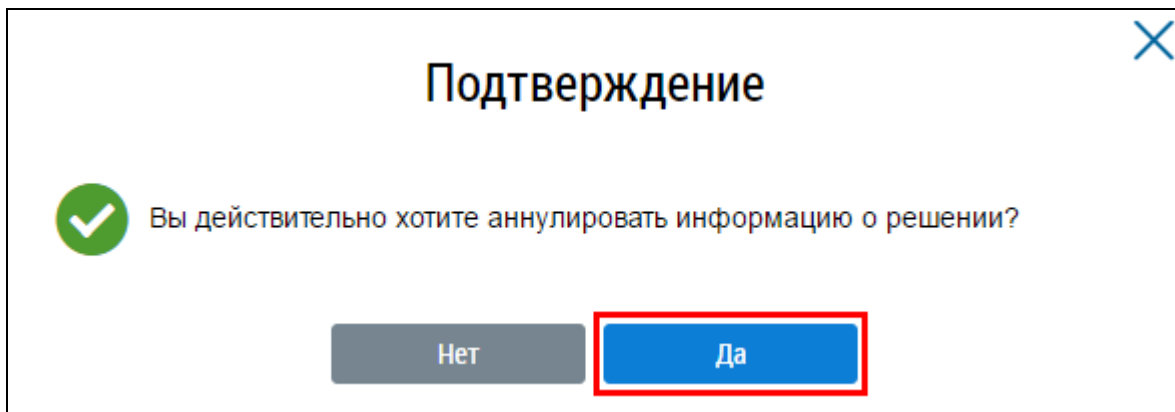 Подтверждение
Вы действительно хотите аннулировать информацию о решении?
Нет Да